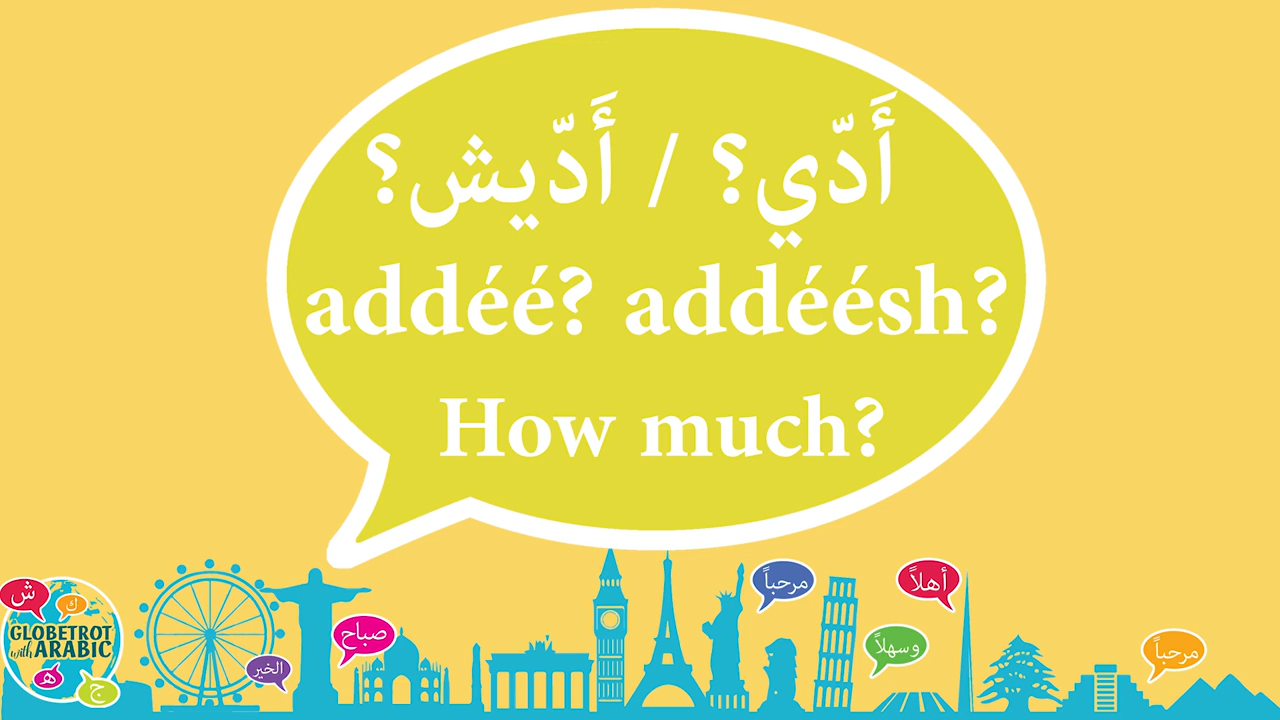 أَدّي؟ / أَدّيش؟
addéé? addéésh?
How much?
ش
ك
GLOBETROT
with ARABIC
ه
ج
الخير
صباح
مرحباً
أهلاً
وسهلاً
مرحباً